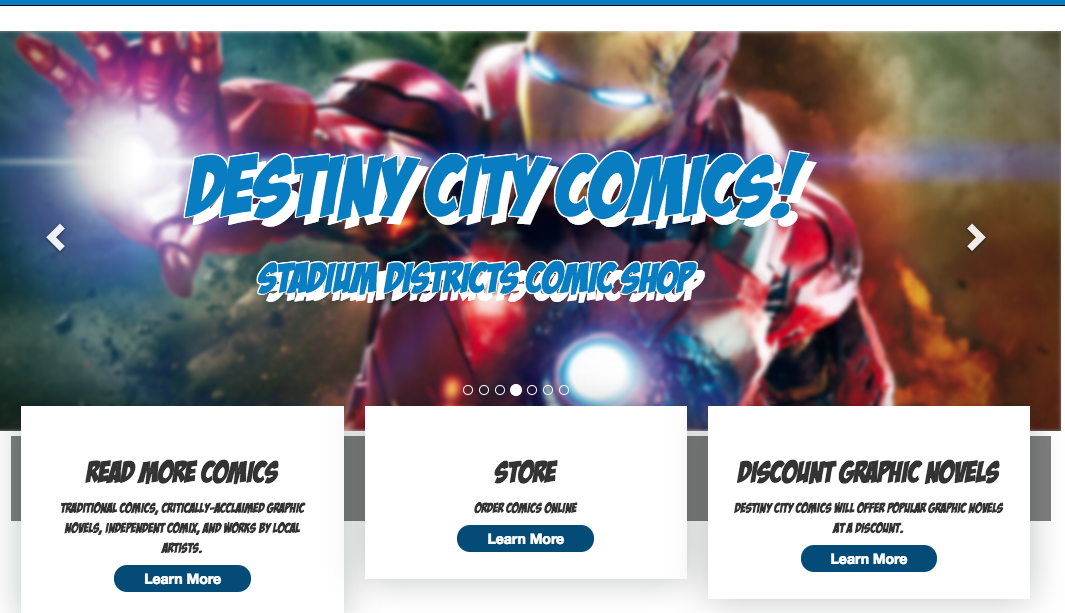 DESTINY CITY COMICS!
STADIUM DISTRICTS COMIC SHOP
READ MORE COMICS
TRADITIONAL COMICS, CRITICALLY-ACCLAIMED GRAPHIC
NOVELS, INDEPENDENT COMIX, AND WORKS BY LOCAL
ARTISTS.
Learn More
STORE
ORDER COMICS ONLINE
Learn More
DISCOUNT GRAPHIC NOVELS
DESTINY CITY COMICS WILL OFFER POPULAR GRAPHIC NOVELS
AT A DISCOUNT.
Learn More